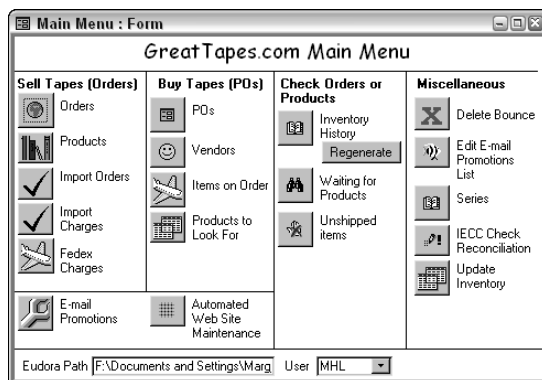 Main Menu : Form
GreatTapes.com Main Menu
Sell Tapes (Orders)
Orders
Products
Import Orders
Import
Charges
Fedex
Charges
Buy Tapes (POs)
POs
Vendors
Items on Order
Products to
Look For
Check Orders or
Products
Inventory
History
Regenerate
Waiting for
Products
Unshipped
items
Miscellaneous
Delete Bounce
Edit E-mail
Promotions
List
Series
IECC Check
Reconciliation
Update
Inventory
E-mail
Promotions
Automated
Web Site
Maintenance
Eudora Path F:\Documents and Settings\Marg User MHL